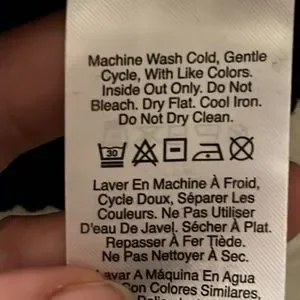 Machine Wash Cold, Gentle
Cycle, With Like Colors.
Inside Out Only. Do Not
Bleach. Dry Flat. Cool Iron.
Do Not Dry Clean.
30
Laver En Machine À Froid,
Cycle Doux, Séparer Les
Couleurs. Ne Pas Utiliser
D'eau De Javel. Sécher À Plat.
Repasser À Fer Tiède.
Ne Pas Nettoyer À Sec.
Lavar A Máquina En Agua
Con Colores Similares,